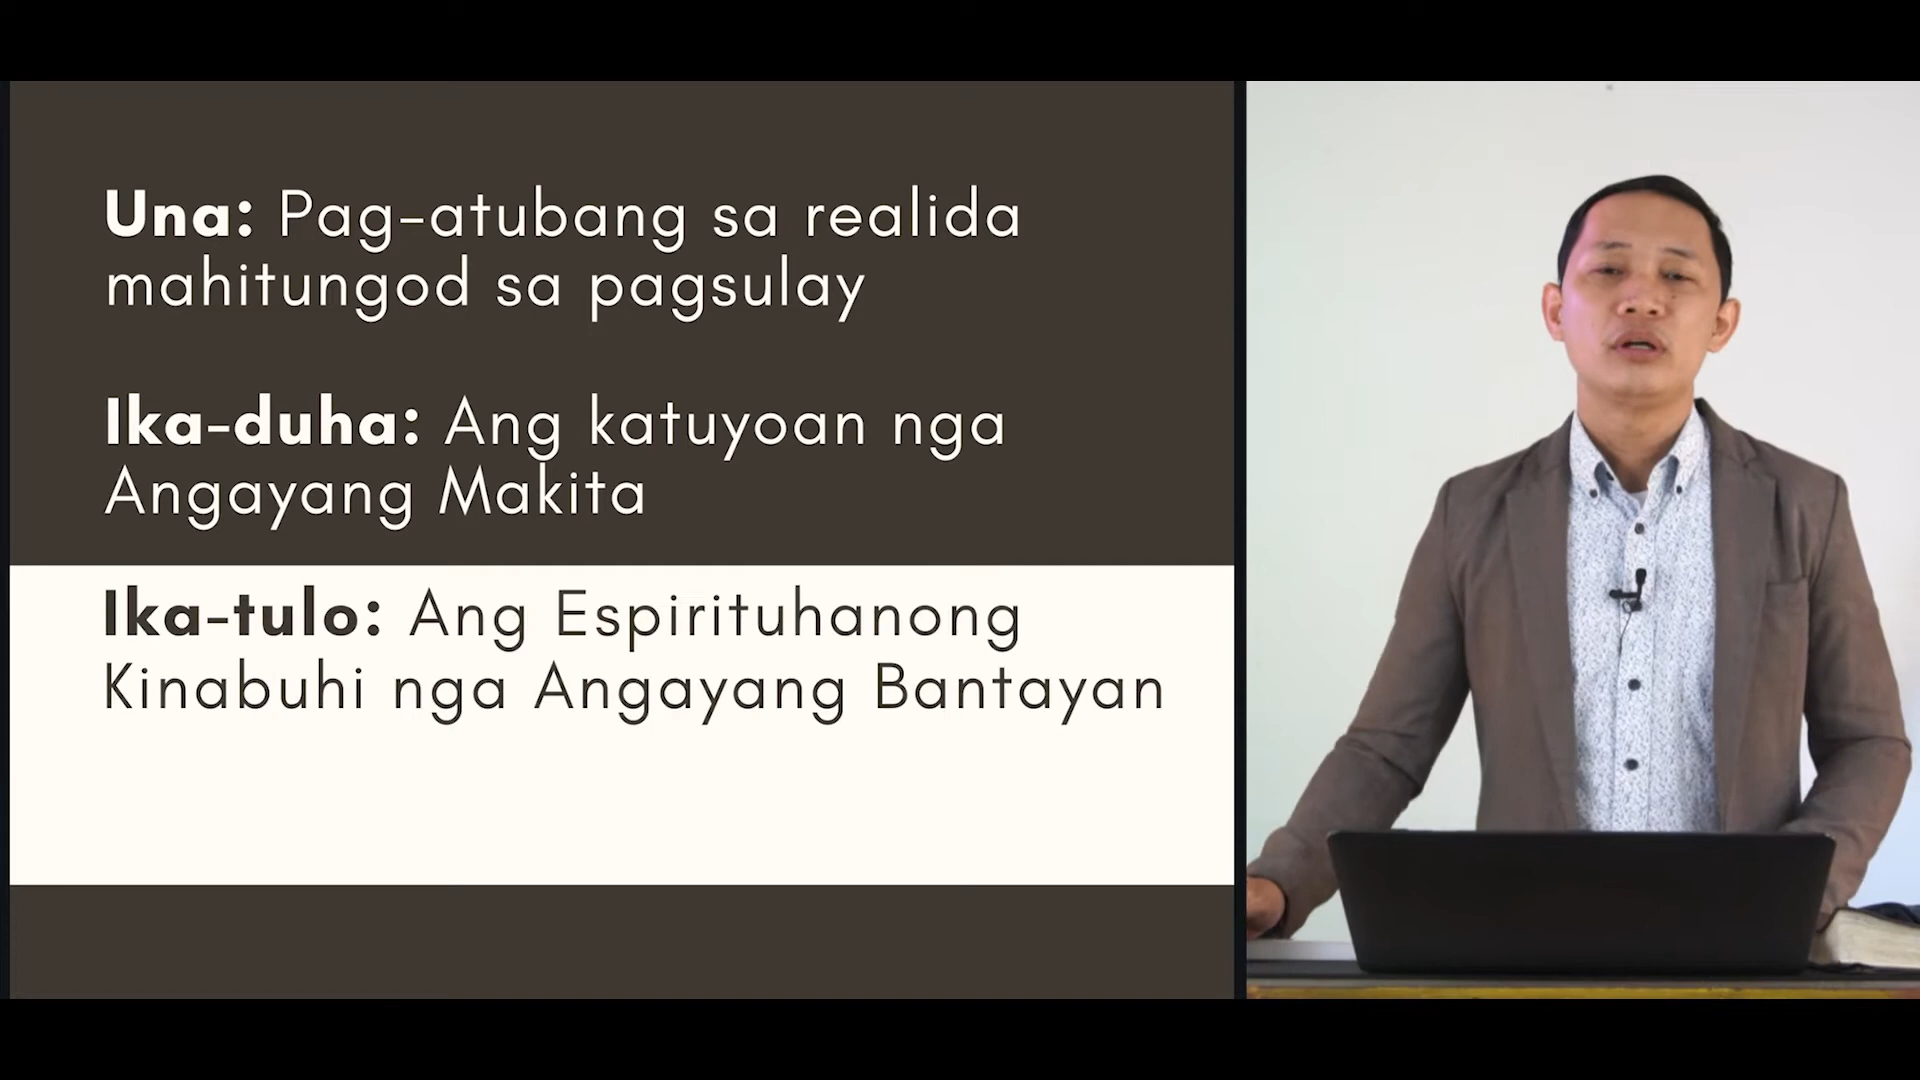 Una: Pag-atubang sa realida
mahitungod sa pagsulay
Ika-duha: Ang katuyoan nga
Angayang Makita
Ika-tulo: Ang Espirituhanong
Kinabuhi nga Angayang Bantayan